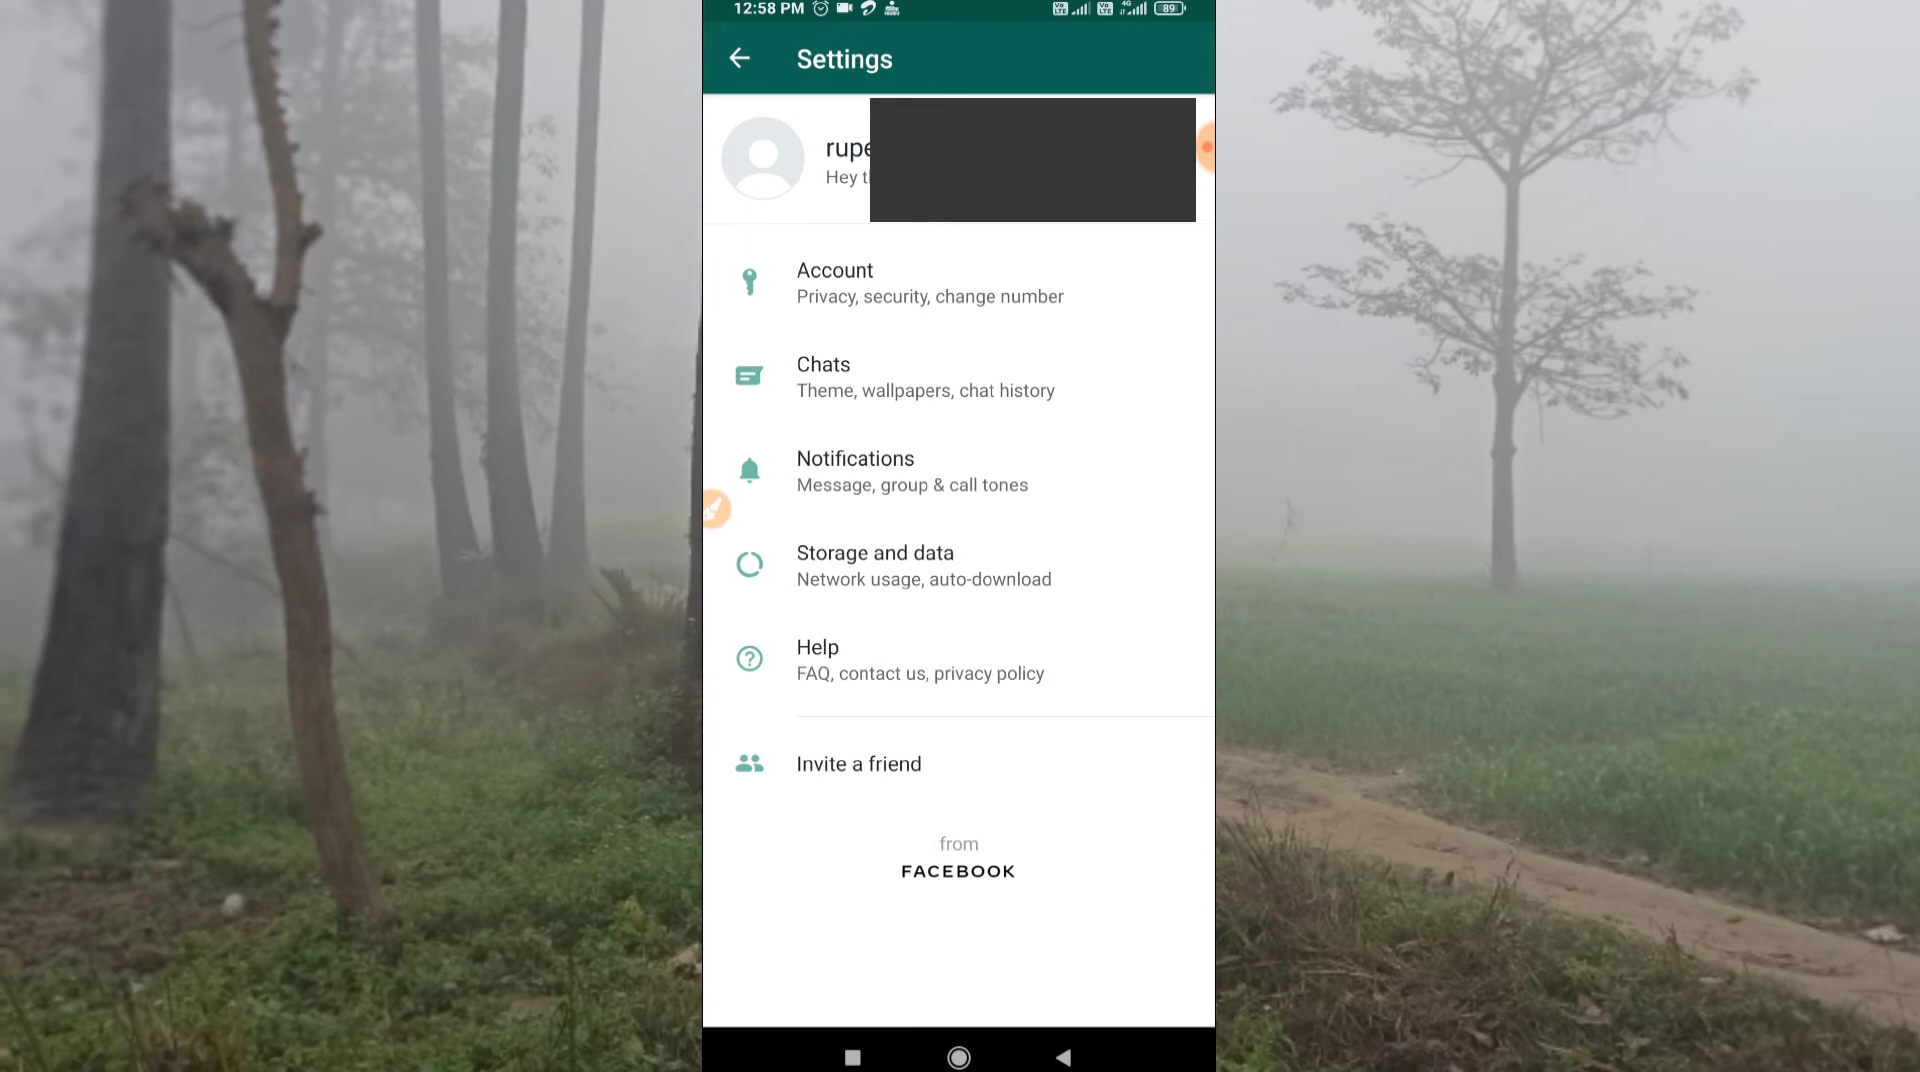 12:58 PM
4G
89
Settings
rupe
Hey t
Account
Privacy, security, change number
Chats
Theme, wallpapers, chat history
Notifications
Message, group & call tones
Storage and data
Network usage, auto-download
Help
FAQ, contact us, privacy policy
Invite a friend
from
FACEBOOK